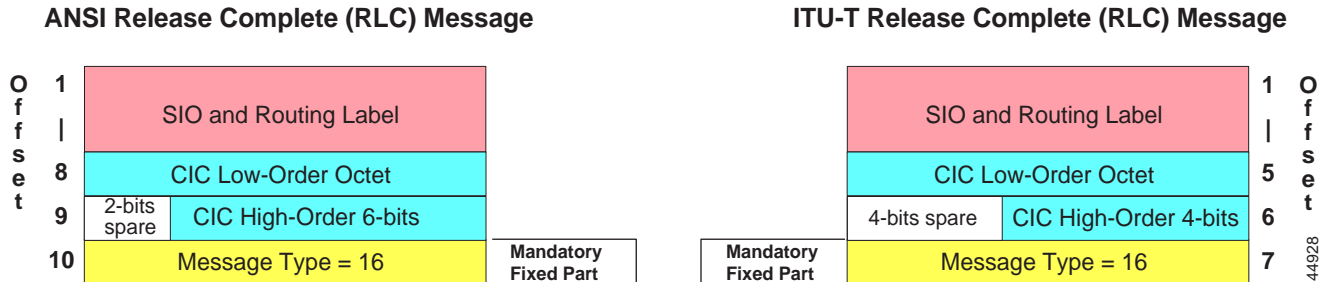 ANSI Release Complete (RLC) Message
Offset
1
|
8
9
10
SIO and Routing Label
CIC Low-Order Octet
2-bits
spare
CIC High-Order 6-bits
Message Type = 16
Mandatory
Fixed Part
ITU-T Release Complete (RLC) Message
SIO and Routing Label
CIC Low-Order Octet
4-bits spare
CIC High-Order 4-bits
Message Type = 16
Mandatory
Fixed Part
1
|
5
6
7
Offset
44928